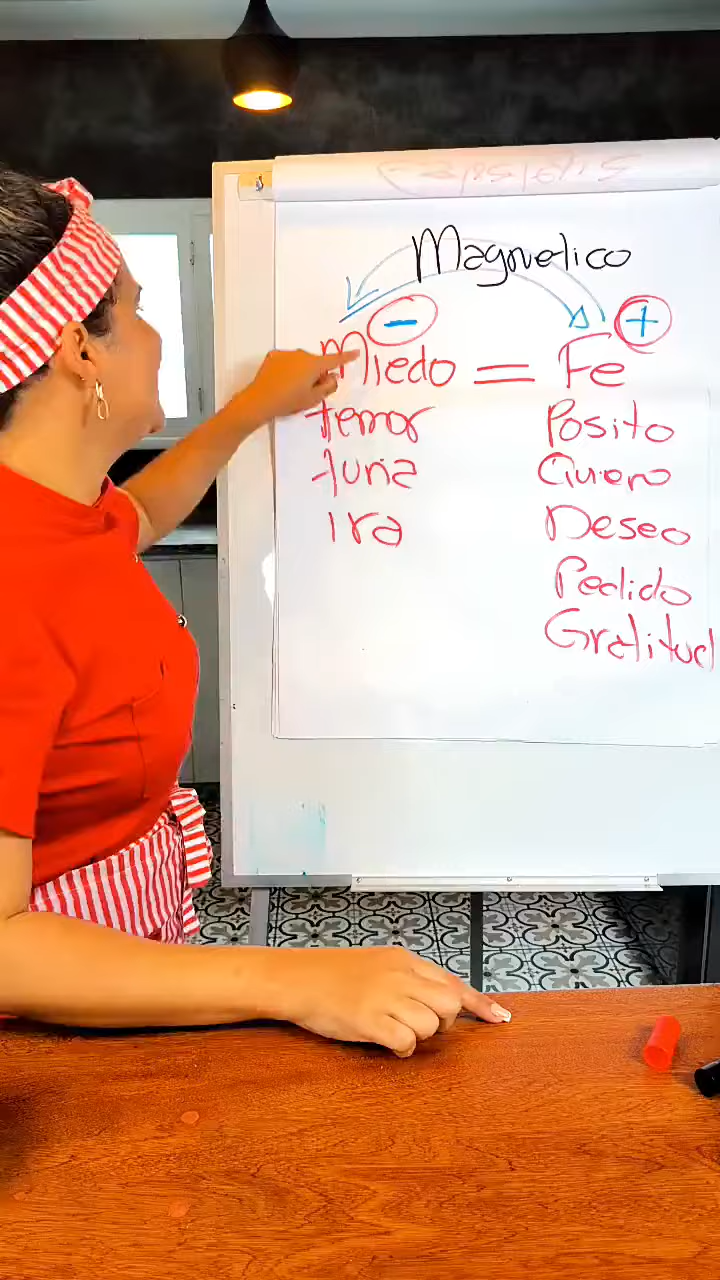 Magnetico
- +
Miedo = Fe
temor Posito
furia Quiero
Ira Deseo
Pedido
Gratitud